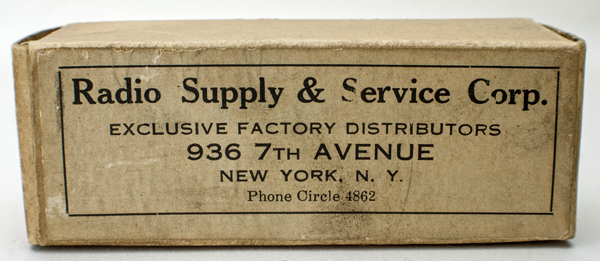 Radio Supply & Service Corp.
EXCLUSIVE FACTORY DISTRIBUTORS
936 7TH AVENUE
NEW YORK, N. Y.
Phone Circle 4862